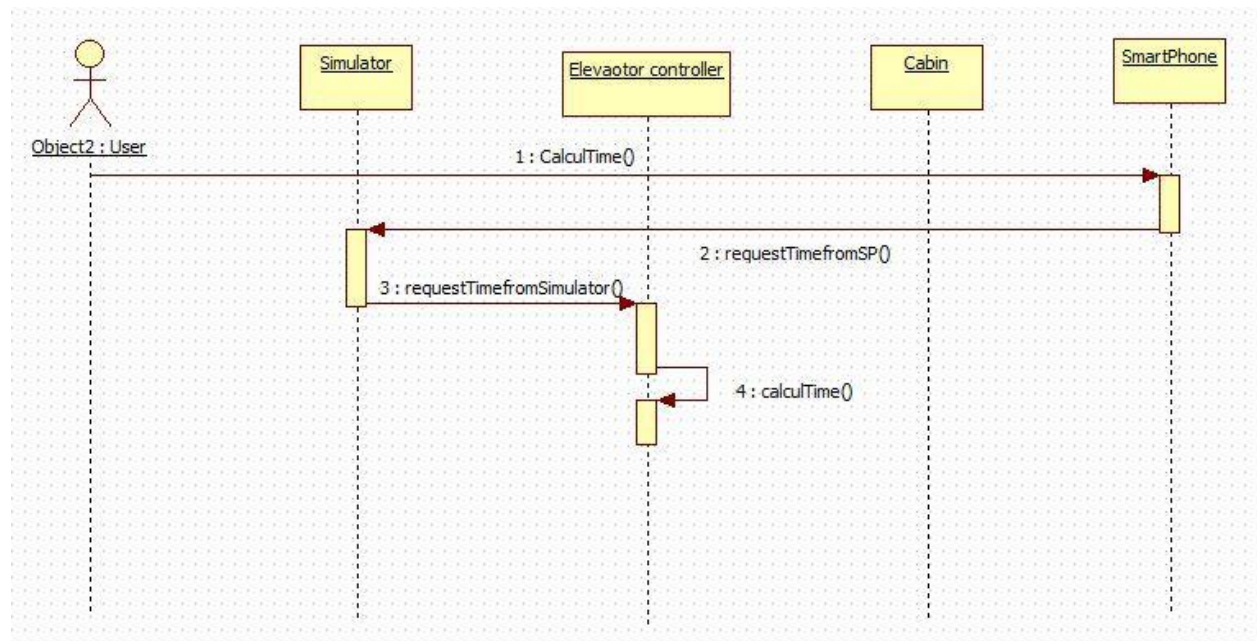 Simulator
Elevaotor controller
Cabin
SmartPhone
Object2 : User
1 : CalculTime()
2 : requestTimefromSP()
3 : requestTimefromSimulator()
4 : calculTime()